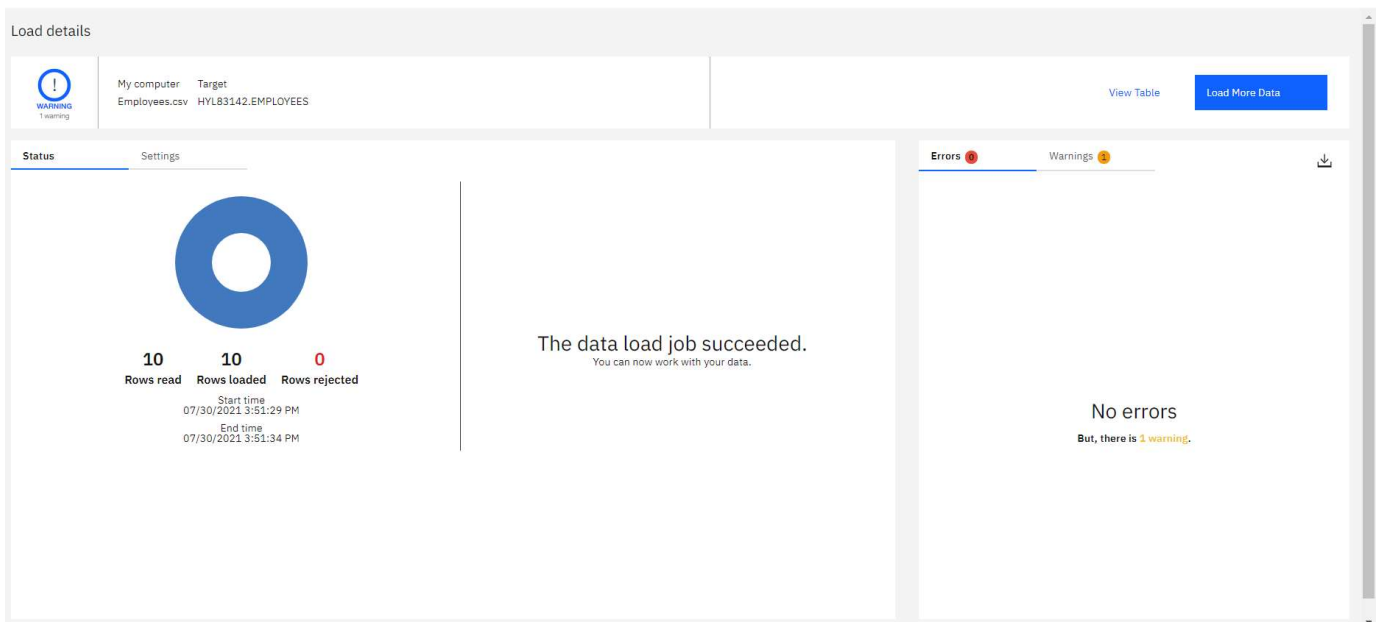 Load details
!
WARNING
1 warning
My computer Target
Employees.csv HYL83142.EMPLOYEES
View Table
Load More Data
Status Settings
10 10 0
Rows read Rows loaded Rows rejected
Start time
07/30/2021 3:51:29 PM
End time
07/30/2021 3:51:34 PM
The data load job succeeded.
You can now work with your data.
Errors 0 Warnings 1
No errors
But, there is 1 warning.